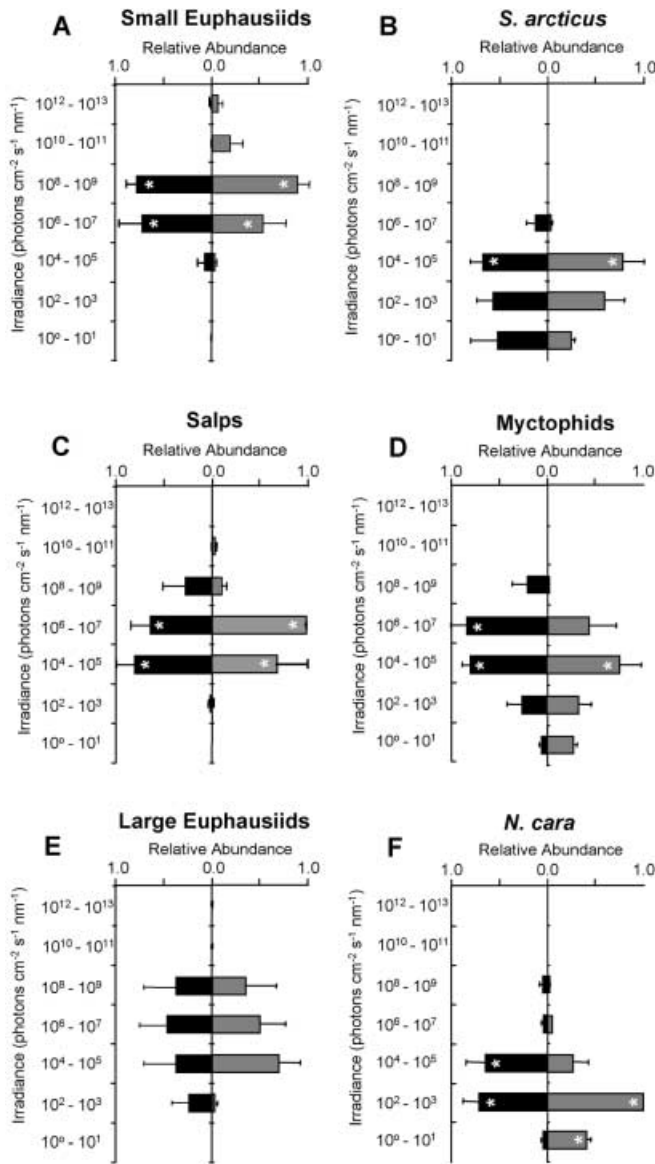 A Small Euphausiids
Relative Abundance
1.0 0.0 1.0
Irradiance (photons cm⁻² s⁻¹ nm⁻¹)
10¹² - 10¹³
10¹⁰ - 10¹¹
10⁸ - 10⁹
10⁶ - 10⁷
10⁴ - 10⁵
10² - 10³
10⁰ - 10¹
B S. arcticus
Relative Abundance
1.0 0.0 1.0
Irradiance (photons cm⁻² s⁻¹ nm⁻¹)
10¹² - 10¹³
10¹⁰ - 10¹¹
10⁸ - 10⁹
10⁶ - 10⁷
10⁴ - 10⁵
10² - 10³
10⁰ - 10¹
C Salps
Relative Abundance
1.0 0.0 1.0
Irradiance (photons cm⁻² s⁻¹ nm⁻¹)
10¹² - 10¹³
10¹⁰ - 10¹¹
10⁸ - 10⁹
10⁶ - 10⁷
10⁴ - 10⁵
10² - 10³
10⁰ - 10¹
D Myctophids
Relative Abundance
1.0 0.0 1.0
Irradiance (photons cm⁻² s⁻¹ nm⁻¹)
10¹² - 10¹³
10¹⁰ - 10¹¹
10⁸ - 10⁹
10⁶ - 10⁷
10⁴ - 10⁵
10² - 10³
10⁰ - 10¹
E Large Euphausiids
Relative Abundance
1.0 0.0 1.0
Irradiance (photons cm⁻² s⁻¹ nm⁻¹)
10¹² - 10¹³
10¹⁰ - 10¹¹
10⁸ - 10⁹
10⁶ - 10⁷
10⁴ - 10⁵
10² - 10³
10⁰ - 10¹
F N. cara
Relative Abundance
1.0 0.0 1.0
Irradiance (photons cm⁻² s⁻¹ nm⁻¹)
10¹² - 10¹³
10¹⁰ - 10¹¹
10⁸ - 10⁹
10⁶ - 10⁷
10⁴ - 10⁵
10² - 10³
10⁰ - 10¹